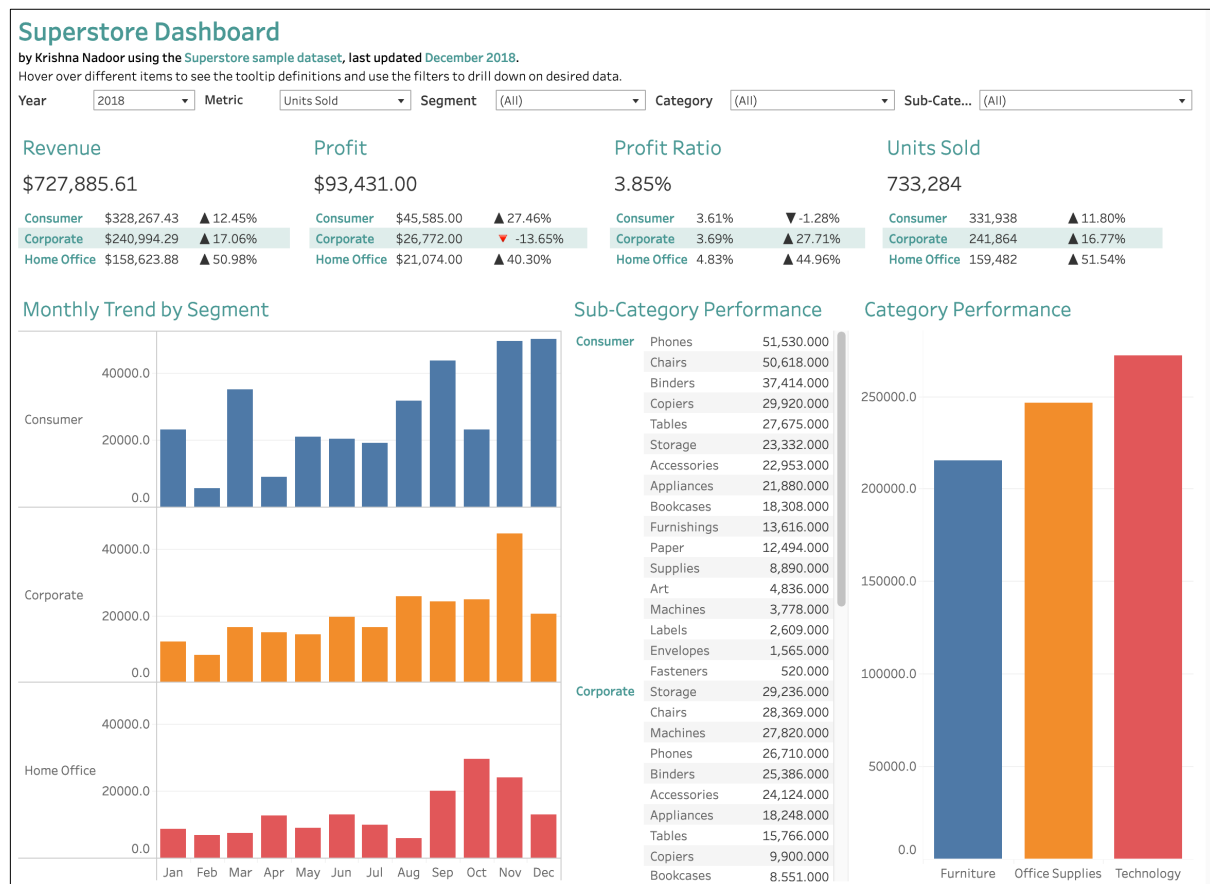 Superstore Dashboard
by Krishna Nadoor using the Superstore sample dataset, last updated December 2018.
Hover over different items to see the tooltip definitions and use the filters to drill down on desired data.
Year 2018 Metric Units Sold Segment (All) Category (All) Sub-Cate... (All)
Revenue
$727,885.61
Consumer $328,267.43 ▲ 12.45%
Corporate $240,994.29 ▲ 17.06%
Home Office $158,623.88 ▲ 50.98%
Profit
$93,431.00
Consumer $45,585.00 ▲ 27.46%
Corporate $26,772.00 ▼ -13.65%
Home Office $21,074.00 ▲ 40.30%
Profit Ratio
3.85%
Consumer 3.61% ▼ -1.28%
Corporate 3.69% ▲ 27.71%
Home Office 4.83% ▲ 44.96%
Units Sold
733,284
Consumer 331,938 ▲ 11.80%
Corporate 241,864 ▲ 16.77%
Home Office 159,482 ▲ 51.54%
Monthly Trend by Segment
Consumer
40000.0
20000.0
0.0
Corporate
40000.0
20000.0
0.0
Home Office
40000.0
20000.0
0.0
Jan Feb Mar Apr May Jun Jul Aug Sep Oct Nov Dec
Sub-Category Performance
Consumer Phones 51,530.000
Chairs 50,618.000
Binders 37,414.000
Copiers 29,920.000
Tables 27,675.000
Storage 23,332.000
Accessories 22,953.000
Appliances 21,880.000
Bookcases 18,308.000
Furnishings 13,616.000
Paper 12,494.000
Supplies 8,890.000
Art 4,836.000
Machines 3,778.000
Labels 2,609.000
Envelopes 1,565.000
Fasteners 520.000
Corporate Storage 29,236.000
Chairs 28,369.000
Machines 27,820.000
Phones 26,710.000
Binders 25,386.000
Accessories 24,124.000
Appliances 18,248.000
Tables 15,766.000
Copiers 9,900.000
Bookcases 8,551.000
Category Performance
250000.0
200000.0
150000.0
100000.0
50000.0
0.0
Furniture Office Supplies Technology